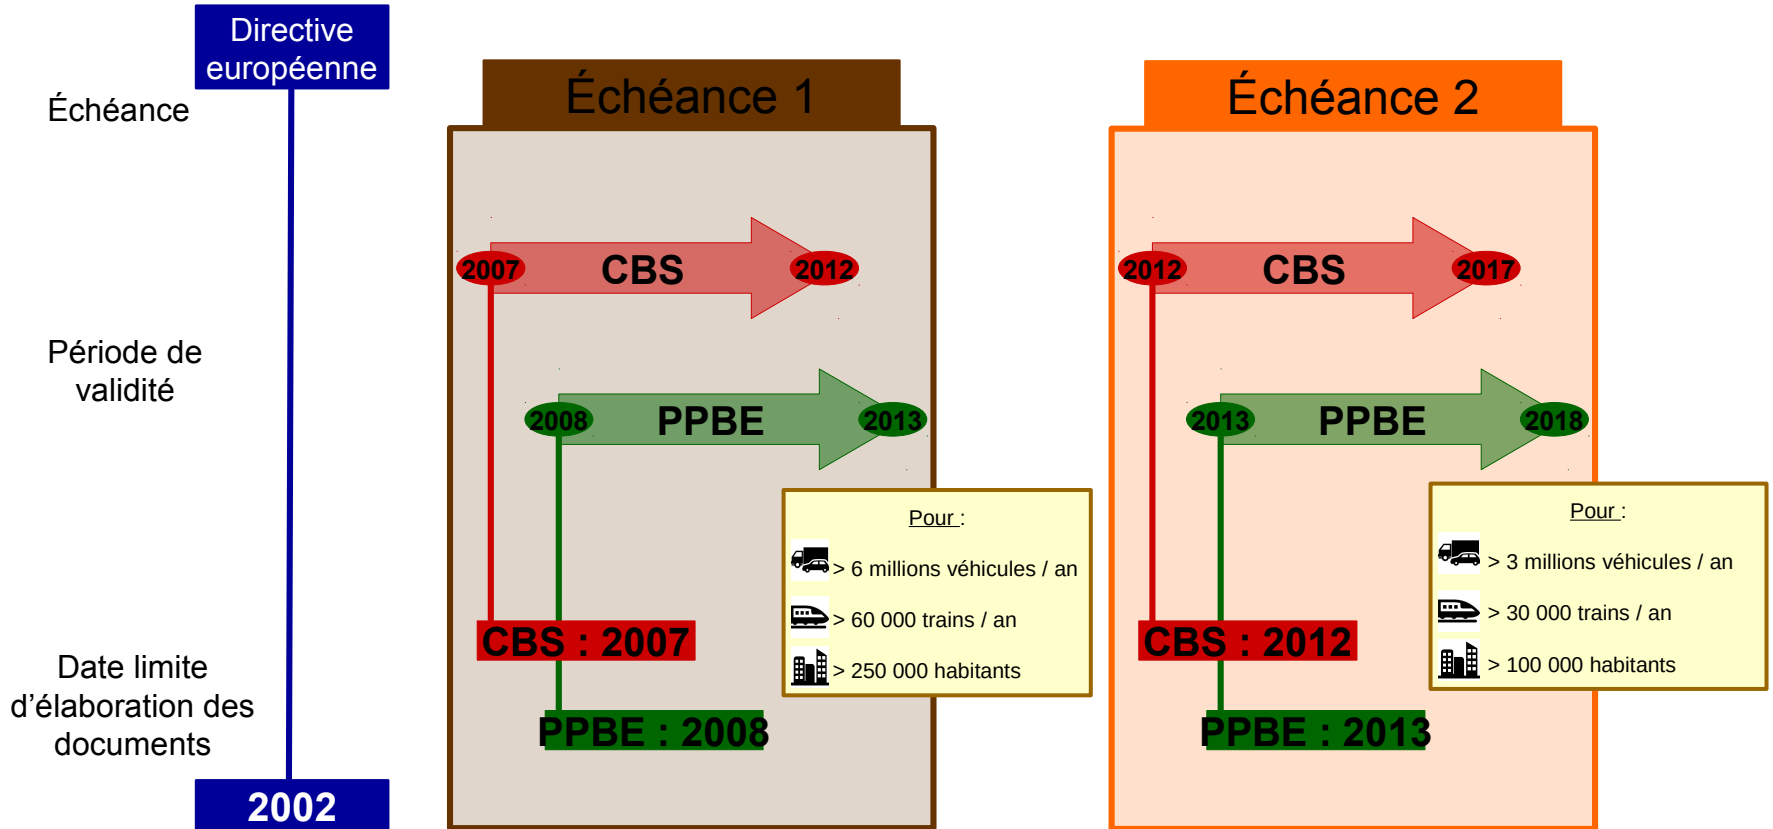 Directive
européenne
Échéance
Période de
validité
Date limite
d'élaboration des
documents
2002
Échéance 1
2007 CBS 2012
2008 PPBE 2013
Pour :
> 6 millions véhicules / an
> 60 000 trains / an
> 250 000 habitants
CBS : 2007
PPBE : 2008
Échéance 2
2012 CBS 2017
2013 PPBE 2018
Pour :
> 3 millions véhicules / an
> 30 000 trains / an
> 100 000 habitants
CBS : 2012
PPBE : 2013